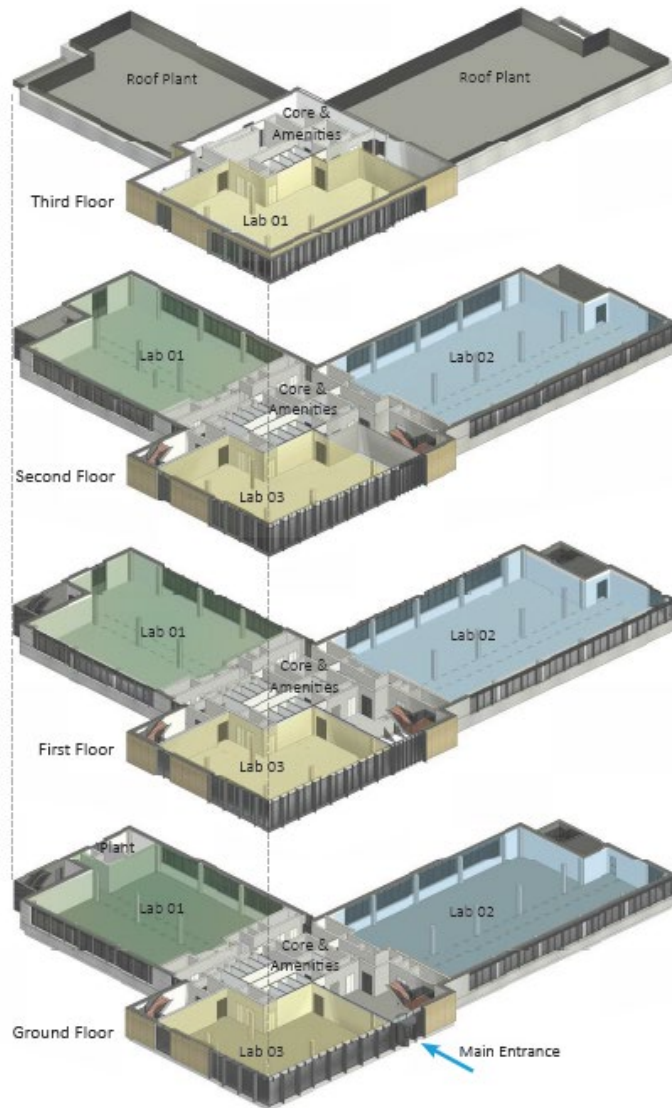 Roof Plant
Roof Plant
Core &
Amenities
Third Floor
Lab 01
Lab 01
Lab 02
Core &
Amenities
Second Floor
Lab 03
Lab 01
Lab 02
Core &
Amenities
First Floor
Lab 03
Plant
Lab 01
Lab 02
Core &
Amenities
Ground Floor
Lab 03
Main Entrance